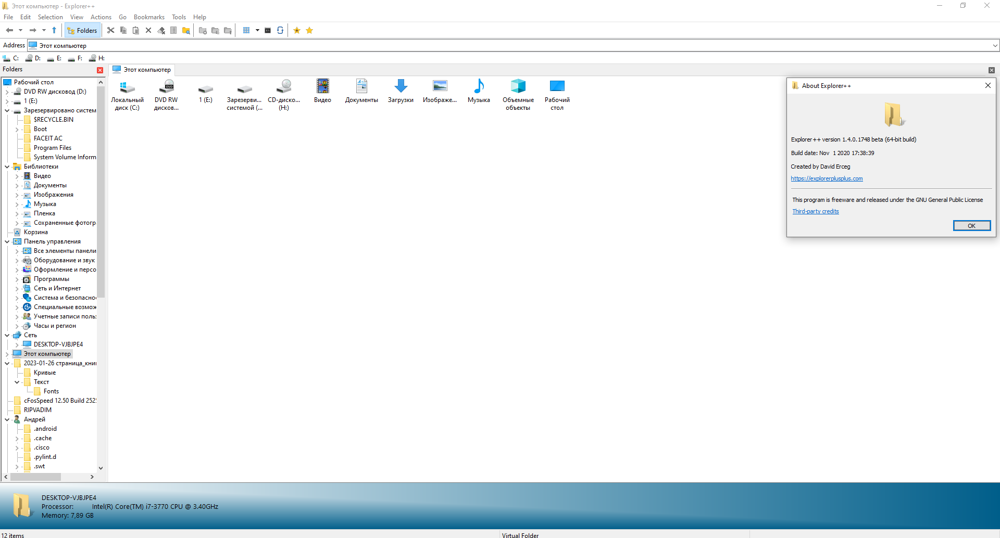 Этот компьютер - Explorer++
File Edit Selection View Actions Go Bookmarks Tools Help
Folders
Address Этот компьютер
C: D: E: F: H:
Folders
Рабочий стол
DVD RW дисковод (D:)
1 (E:)
Зарезервировано систем
$RECYCLE.BIN
Boot
FACEIT AC
Program Files
System Volume Inform
Библиотеки
Видео
Документы
Изображения
Музыка
Пленка
Сохраненные фотогр
Корзина
Панель управления
Все элементы панели
Оборудование и звук
Оформление и персо
Программы
Сеть и Интернет
Система и безопасно
Специальные возмож
Учетные записи поль
Часы и регион
Сеть
DESKTOP-VJBJPE4
Этот компьютер
2023-01-26 страница_кни
Кривые
Текст
Fonts
cFosSpeed 12.50 Build 252
RIPVADIM
Андрей
.android
.cache
.cisco
.pylint.d
.swt
Этот компьютер
Локальный диск (C:)
DVD RW дисков...
1 (E:)
Зарезерви... системой (...
CD-диско... (H:)
Видео
Документы
Загрузки
Изображе...
Музыка
Объемные объекты
Рабочий стол
About Explorer++
Explorer++ version 1.4.0.1748 beta (64-bit build)
Build date: Nov 1 2020 17:38:39
Created by David Erceg
https://explorerplusplus.com
This program is freeware and released under the GNU General Public License
Third-party credits
OK
DESKTOP-VJBJPE4
Processor: Intel(R) Core(TM) i7-3770 CPU @ 3.40GHz
Memory: 7,89 GB
12 items
Virtual Folder